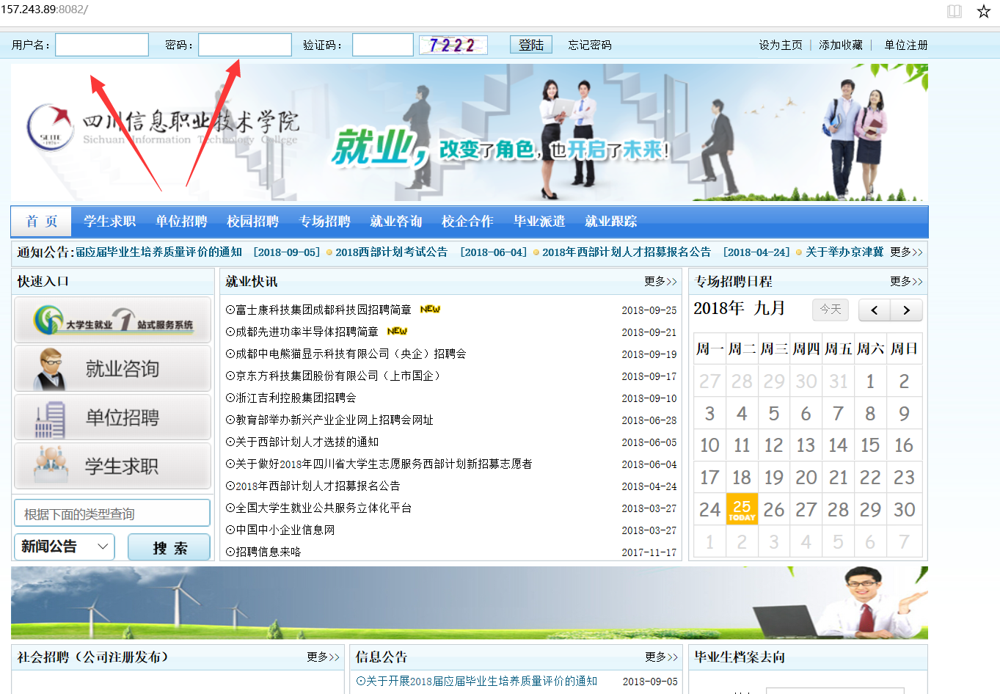 157.243.89:8082/
用户名： 密码： 验证码： 7222 登陆 忘记密码 设为主页 | 添加收藏 | 单位注册
四川信息职业技术学院
Sichuan Information Technology College
就业，改变了角色，也开启了未来！
首 页 学生求职 单位招聘 校园招聘 专场招聘 就业咨询 校企合作 毕业派遣 就业跟踪
通知公告: 届应届毕业生培养质量评价的通知 [2018-09-05] 2018西部计划考试公告 [2018-06-04] 2018年西部计划人才招募报名公告 [2018-04-24] 关于举办京津冀 更多>>
快速入口
大学生就业1站式服务系统
就业咨询
单位招聘
学生求职
根据下面的类型查询
新闻公告 搜 索
就业快讯 更多>>
⊙富士康科技集团成都科技园招聘简章 NEW 2018-09-25
⊙成都先进功率半导体招聘简章 NEW 2018-09-21
⊙成都中电熊猫显示科技有限公司（央企）招聘会 2018-09-19
⊙京东方科技集团股份有限公司（上市国企） 2018-09-17
⊙浙江吉利控股集团招聘会 2018-09-10
⊙教育部举办新兴产业企业网上招聘会网址 2018-06-28
⊙关于西部计划人才选拔的通知 2018-06-05
⊙关于做好2018年四川省大学生志愿服务西部计划新招募志愿者 2018-06-04
⊙2018年西部计划人才招募报名公告 2018-04-24
⊙全国大学生就业公共服务立体化平台 2018-03-27
⊙中国中小企业信息网 2018-03-27
⊙招聘信息来咯 2017-11-17
专场招聘日程 更多>>
2018年 九月 今天 < >
周一 周二 周三 周四 周五 周六 周日
27 28 29 30 31 1 2
3 4 5 6 7 8 9
10 11 12 13 14 15 16
17 18 19 20 21 22 23
24 25 26 27 28 29 30
TODAY
1 2 3 4 5 6 7
社会招聘（公司注册发布） 更多>>
信息公告 更多>>
⊙关于开展2018届应届毕业生培养质量评价的通知 2018-09-05
毕业生档案去向